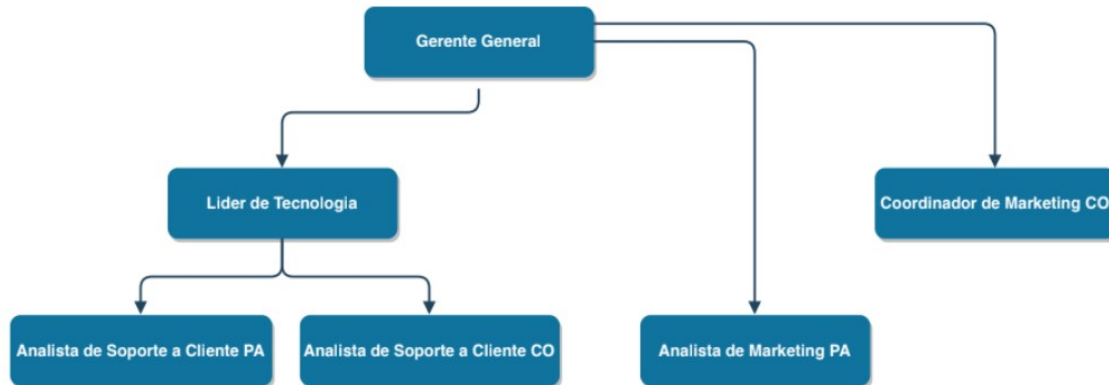 Gerente General
Lider de Tecnologia
Coordinador de Marketing CO
Analista de Soporte a Cliente PA
Analista de Soporte a Cliente CO
Analista de Marketing PA